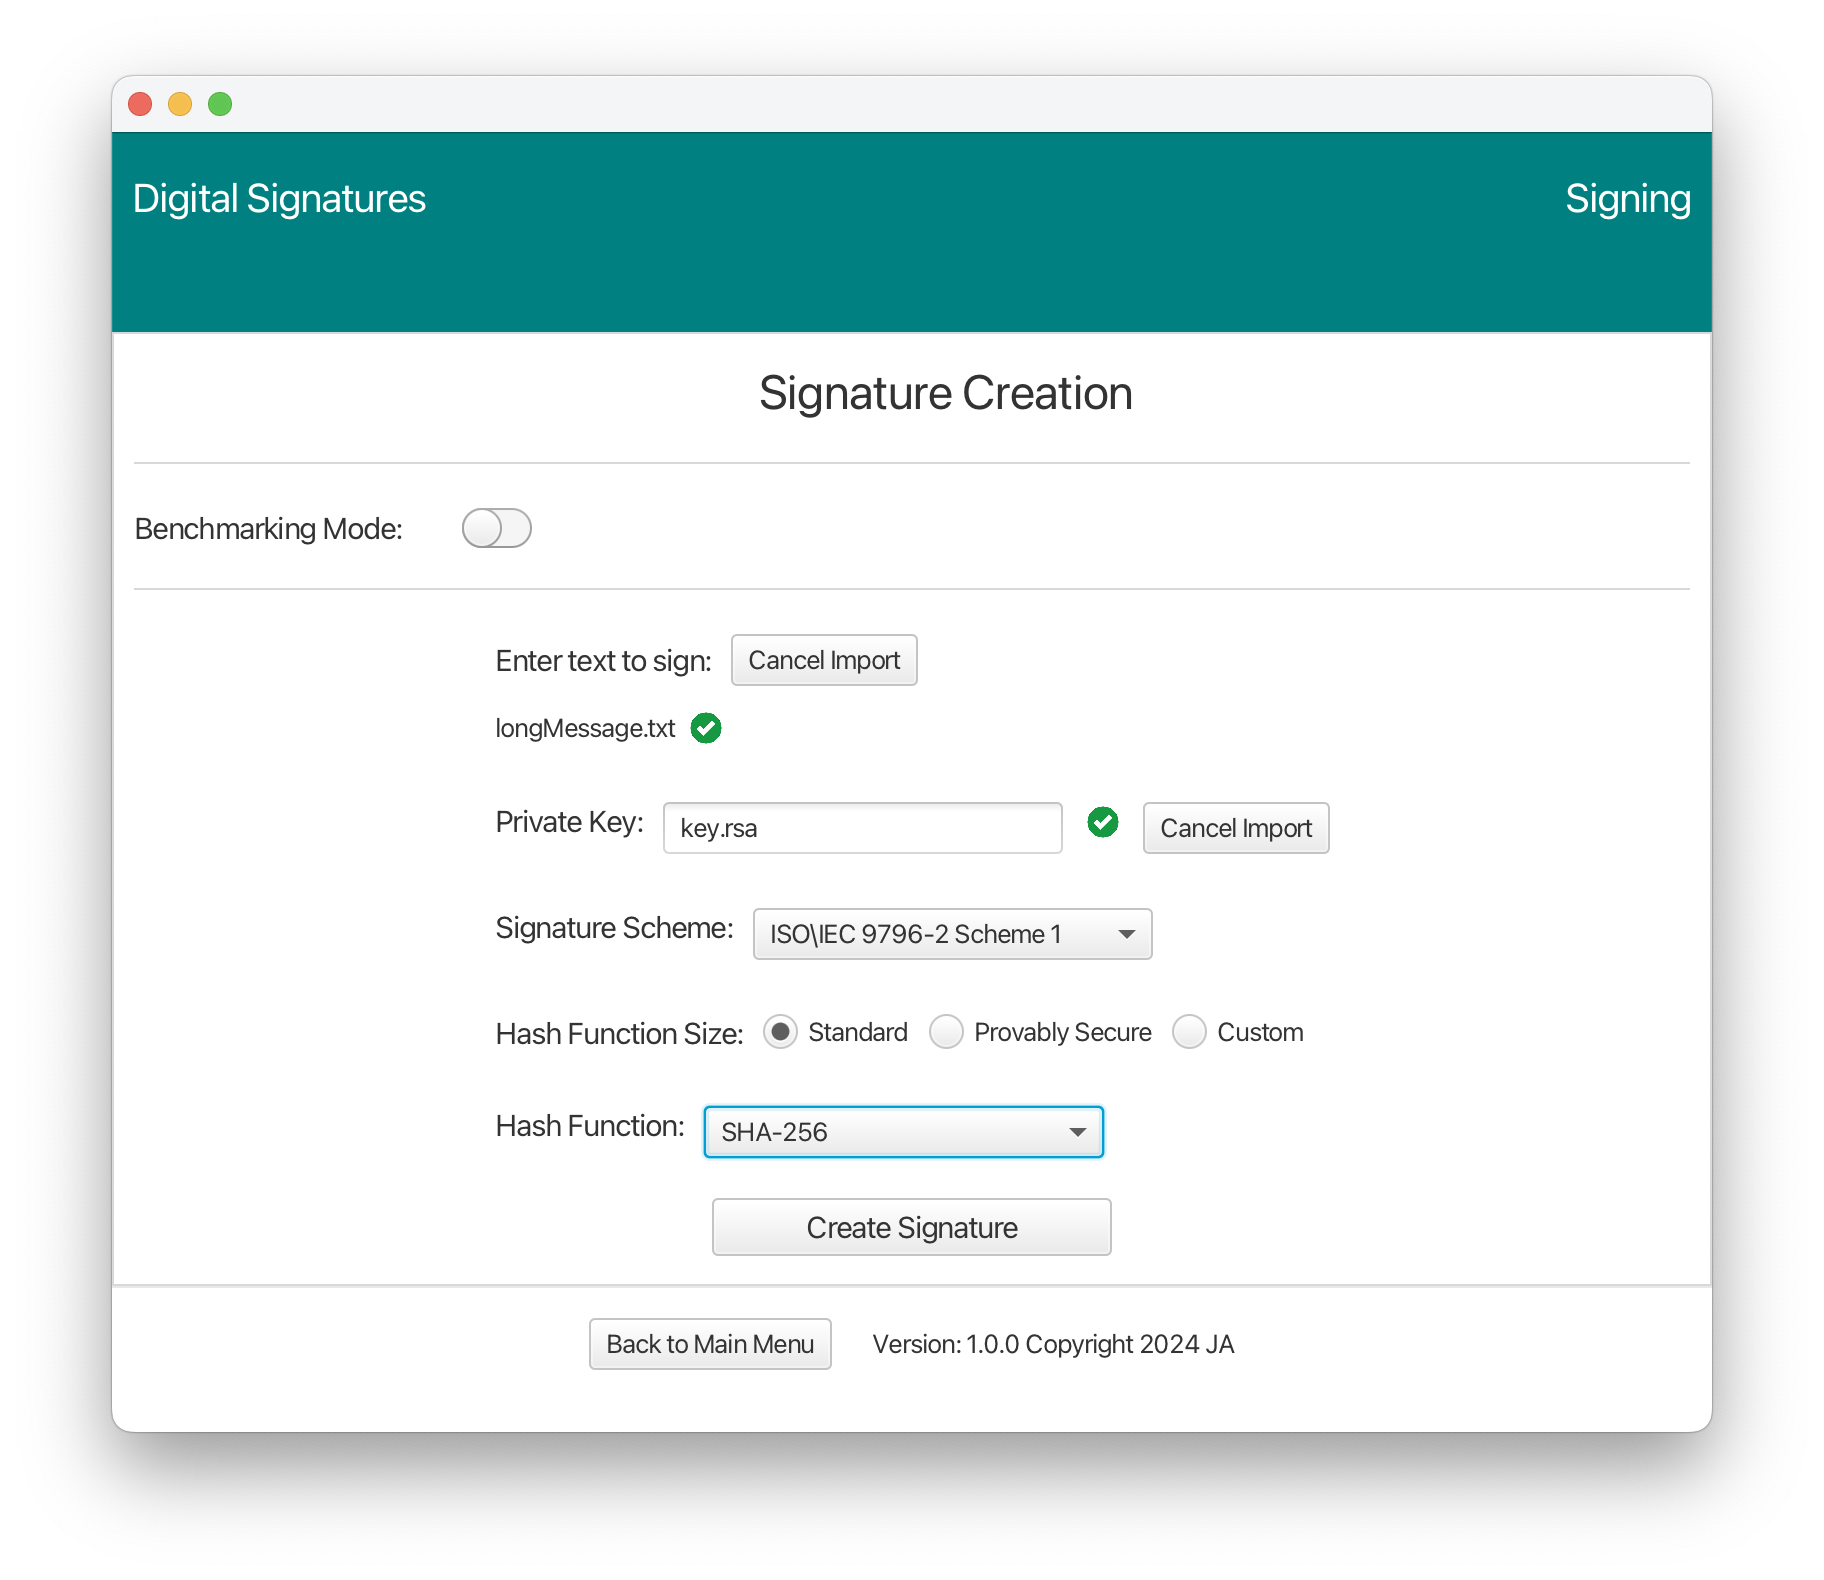 Digital Signatures Signing
Signature Creation
Benchmarking Mode:
Enter text to sign: Cancel Import
longMessage.txt
Private Key: key.rsa Cancel Import
Signature Scheme: ISO\IEC 9796-2 Scheme 1
Hash Function Size: Standard Provably Secure Custom
Hash Function: SHA-256
Create Signature
Back to Main Menu Version: 1.0.0 Copyright 2024 JA